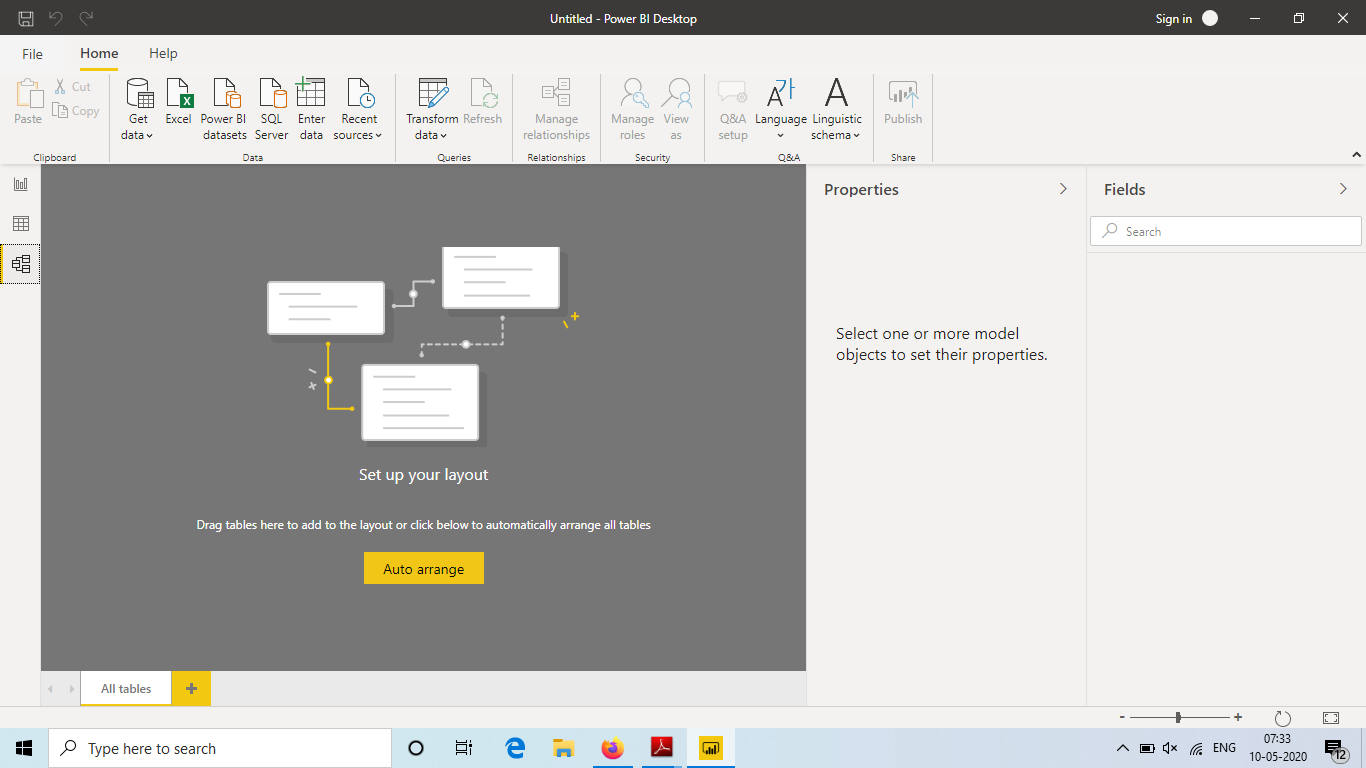 Untitled - Power BI Desktop
Sign in
File
Home
Help
Paste
Cut
Copy
Clipboard
Get data
Excel
Power BI datasets
SQL Server
Enter data
Recent sources
Data
Transform data
Refresh
Queries
Manage relationships
Relationships
Manage roles
View as
Security
Q&A setup
Language
Linguistic schema
Q&A
Publish
Share
Properties
Fields
Search
Select one or more model
objects to set their properties.
Set up your layout
Drag tables here to add to the layout or click below to automatically arrange all tables
Auto arrange
All tables
Type here to search
ENG
07:33
10-05-2020
12